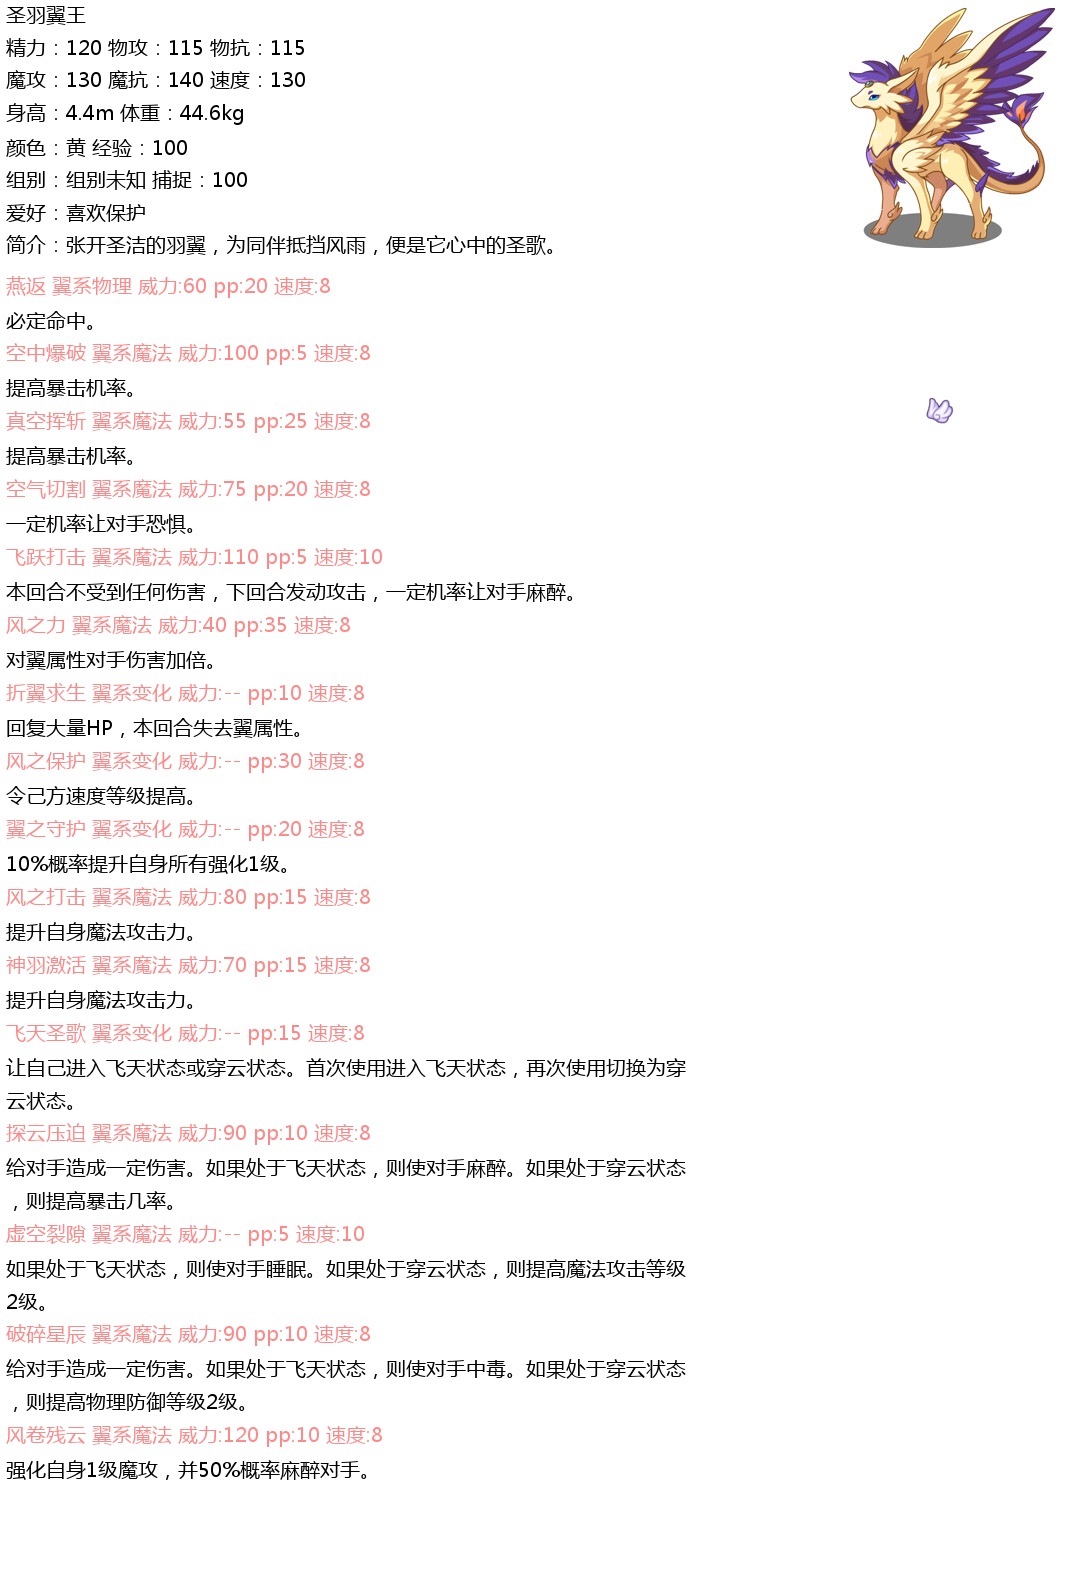 圣羽翼王
精力：120 物攻：115 物抗：115
魔攻：130 魔抗：140 速度：130
身高：4.4m 体重：44.6kg
颜色：黄 经验：100
组别：组别未知 捕捉：100
爱好：喜欢保护
简介：张开圣洁的羽翼，为同伴抵挡风雨，便是它心中的圣歌。
燕返 翼系物理 威力:60 pp:20 速度:8
必定命中。
空中爆破 翼系魔法 威力:100 pp:5 速度:8
提高暴击机率。
真空挥斩 翼系魔法 威力:55 pp:25 速度:8
提高暴击机率。
空气切割 翼系魔法 威力:75 pp:20 速度:8
一定机率让对手恐惧。
飞跃打击 翼系魔法 威力:110 pp:5 速度:10
本回合不受到任何伤害，下回合发动攻击，一定机率让对手麻醉。
风之力 翼系魔法 威力:40 pp:35 速度:8
对翼属性对手伤害加倍。
折翼求生 翼系变化 威力:-- pp:10 速度:8
回复大量HP，本回合失去翼属性。
风之保护 翼系变化 威力:-- pp:30 速度:8
令己方速度等级提高。
翼之守护 翼系变化 威力:-- pp:20 速度:8
10%概率提升自身所有强化1级。
风之打击 翼系魔法 威力:80 pp:15 速度:8
提升自身魔法攻击力。
神羽激活 翼系魔法 威力:70 pp:15 速度:8
提升自身魔法攻击力。
飞天圣歌 翼系变化 威力:-- pp:15 速度:8
让自己进入飞天状态或穿云状态。首次使用进入飞天状态，再次使用切换为穿
云状态。
探云压迫 翼系魔法 威力:90 pp:10 速度:8
给对手造成一定伤害。如果处于飞天状态，则使对手麻醉。如果处于穿云状态
，则提高暴击几率。
虚空裂隙 翼系魔法 威力:-- pp:5 速度:10
如果处于飞天状态，则使对手睡眠。如果处于穿云状态，则提高魔法攻击等级
2级。
破碎星辰 翼系魔法 威力:90 pp:10 速度:8
给对手造成一定伤害。如果处于飞天状态，则使对手中毒。如果处于穿云状态
，则提高物理防御等级2级。
风卷残云 翼系魔法 威力:120 pp:10 速度:8
强化自身1级魔攻，并50%概率麻醉对手。